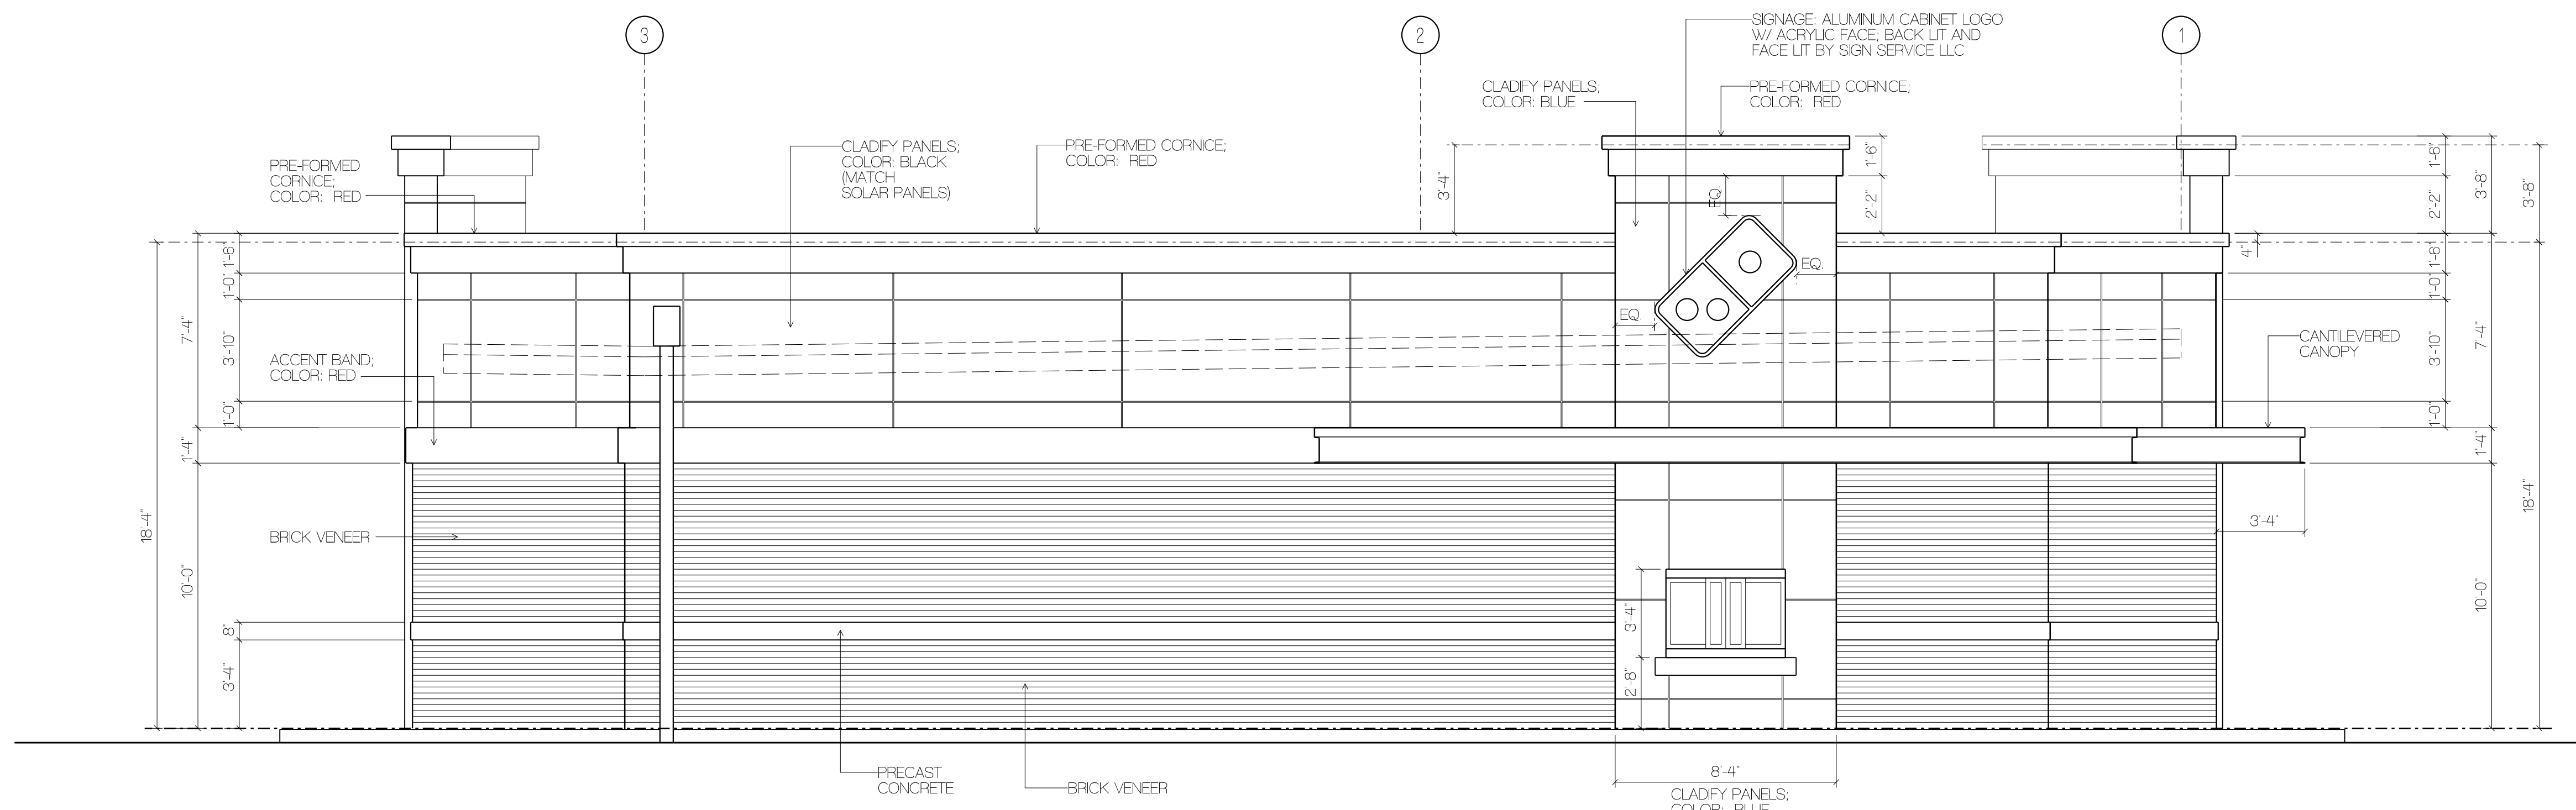 3
2
1
SIGNAGE: ALUMINUM CABINET LOGO
W/ ACRYLIC FACE; BACK LIT AND
FACE LIT BY SIGN SERVICE LLC
CLADIFY PANELS;
COLOR: BLUE
PRE-FORMED CORNICE;
COLOR: RED
PRE-FORMED
CORNICE;
COLOR: RED
CLADIFY PANELS;
COLOR: BLACK
(MATCH
SOLAR PANELS)
PRE-FORMED CORNICE;
COLOR: RED
3'-4"
1'-6"
2'-2"
EQ.
EQ.
EQ.
1'-6"
2'-2"
3'-8"
3'-8"
4"
1'-6"
1'-0"
3'-10"
1'-0"
7'-4"
1'-4"
10'-0"
18'-4"
1'-6"
1'-0"
3'-10"
1'-0"
7'-4"
1'-4"
10'-0"
18'-4"
8"
3'-4"
ACCENT BAND;
COLOR: RED
CANTILEVERED
CANOPY
BRICK VENEER
3'-4"
3'-4"
2'-8"
PRECAST
CONCRETE
BRICK VENEER
8'-4"
CLADIFY PANELS;
COLOR: BLUE